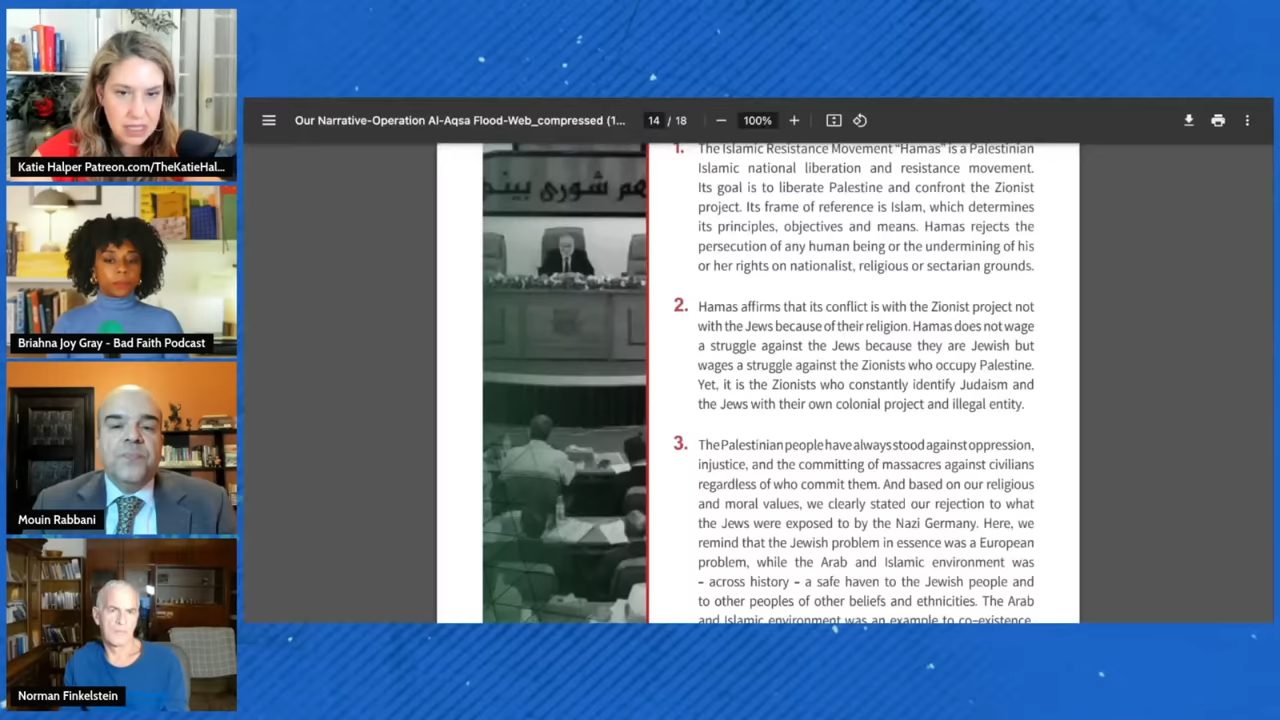 Katie Halper Patreon.com/TheKatieHal...
Briahna Joy Gray - Bad Faith Podcast
Mouin Rabbani
Norman Finkelstein
Our Narrative-Operation Al-Aqsa Flood-Web_compressed (1...
14 / 18
100%
هم شورى بينهم
1. The Islamic Resistance Movement “Hamas” is a Palestinian
Islamic national liberation and resistance movement.
Its goal is to liberate Palestine and confront the Zionist
project. Its frame of reference is Islam, which determines
its principles, objectives and means. Hamas rejects the
persecution of any human being or the undermining of his
or her rights on nationalist, religious or sectarian grounds.
2. Hamas affirms that its conflict is with the Zionist project not
with the Jews because of their religion. Hamas does not wage
a struggle against the Jews because they are Jewish but
wages a struggle against the Zionists who occupy Palestine.
Yet, it is the Zionists who constantly identify Judaism and
the Jews with their own colonial project and illegal entity.
3. The Palestinian people have always stood against oppression,
injustice, and the committing of massacres against civilians
regardless of who commit them. And based on our religious
and moral values, we clearly stated our rejection to what
the Jews were exposed to by the Nazi Germany. Here, we
remind that the Jewish problem in essence was a European
problem, while the Arab and Islamic environment was
– across history – a safe haven to the Jewish people and
to other peoples of other beliefs and ethnicities. The Arab
and Islamic environment was an example to co-existence,